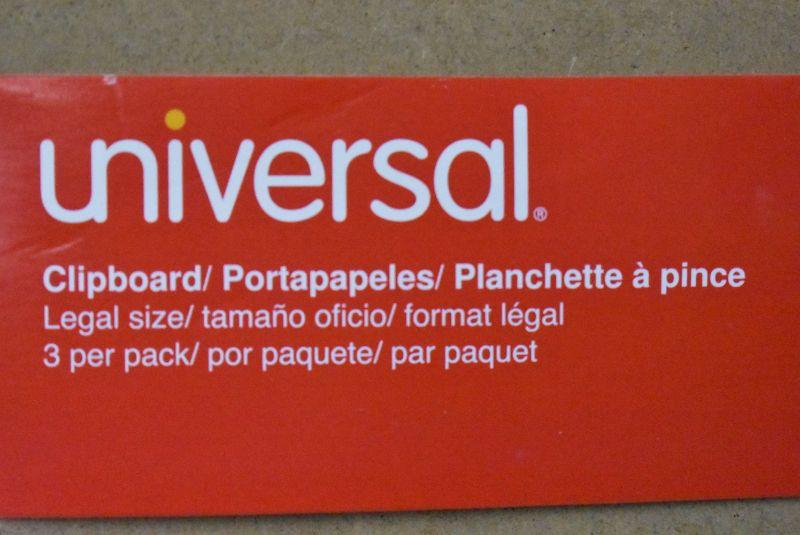 universal®
Clipboard/ Portapapeles/ Planchette à pince
Legal size/ tamaño oficio/ format légal
3 per pack/ por paquete/ par paquet